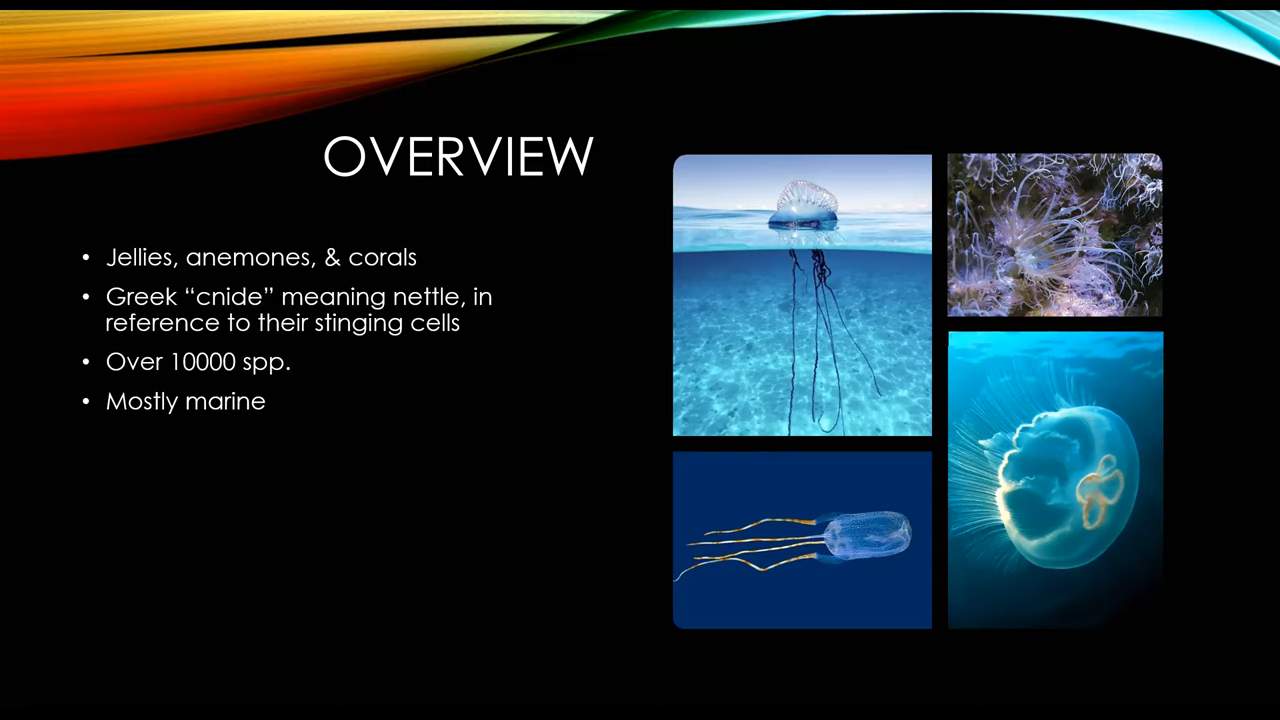 OVERVIEW
• Jellies, anemones, & corals
• Greek “cnide” meaning nettle, in
reference to their stinging cells
• Over 10000 spp.
• Mostly marine